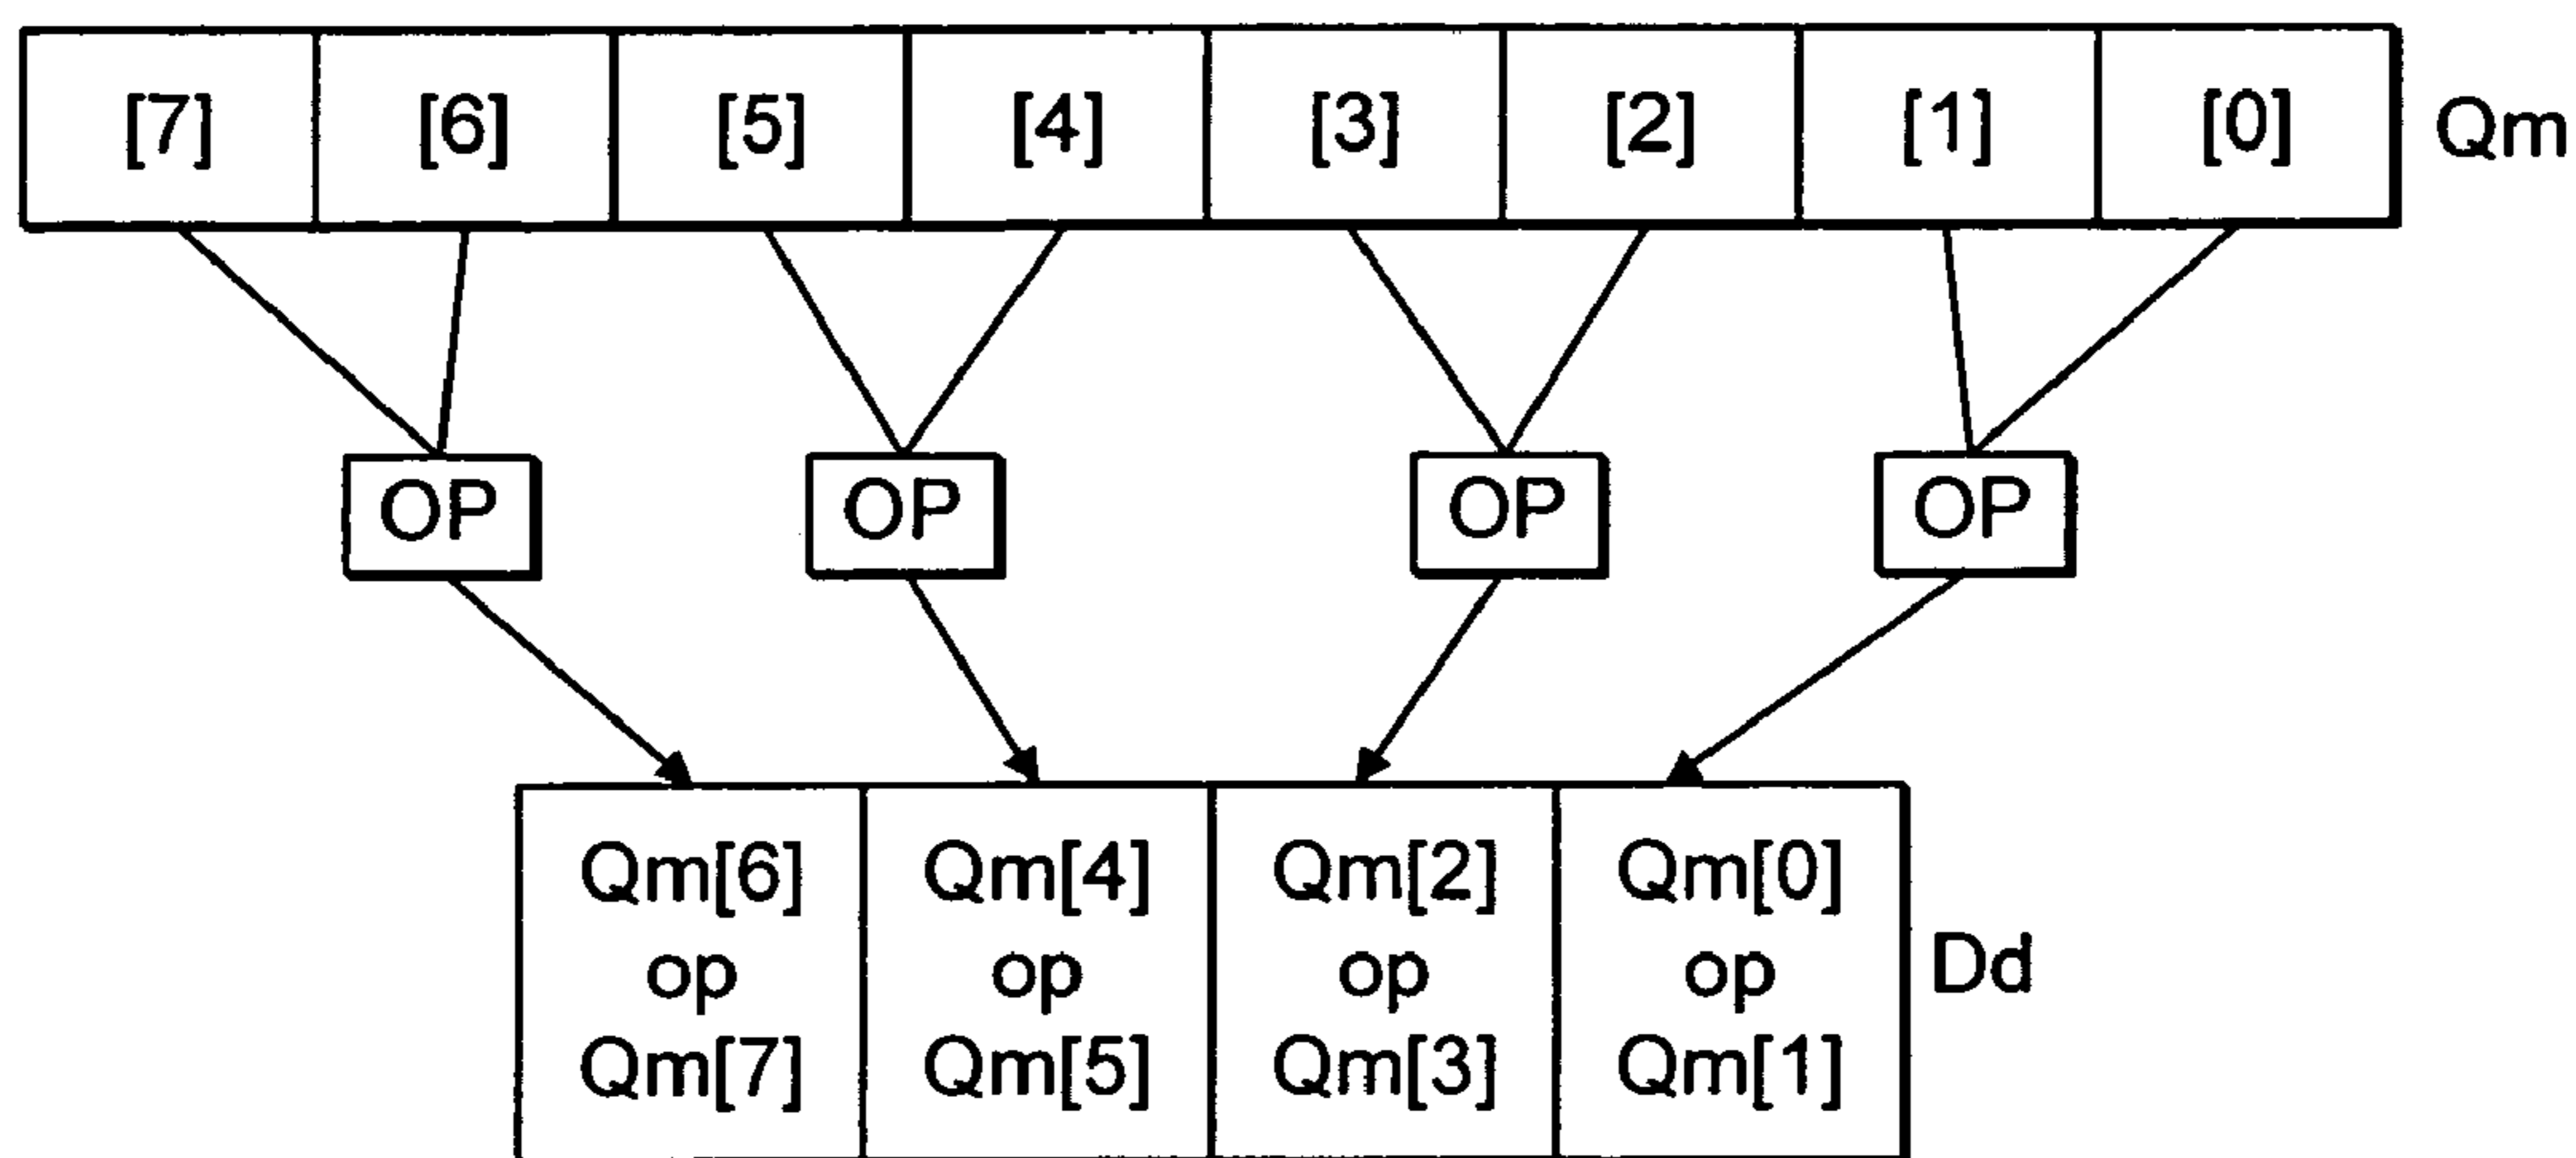 [7] [6] [5] [4] [3] [2] [1] [0] Qm
OP OP OP OP
Qm[6] Qm[4] Qm[2] Qm[0]
op op op op Dd
Qm[7] Qm[5] Qm[3] Qm[1]